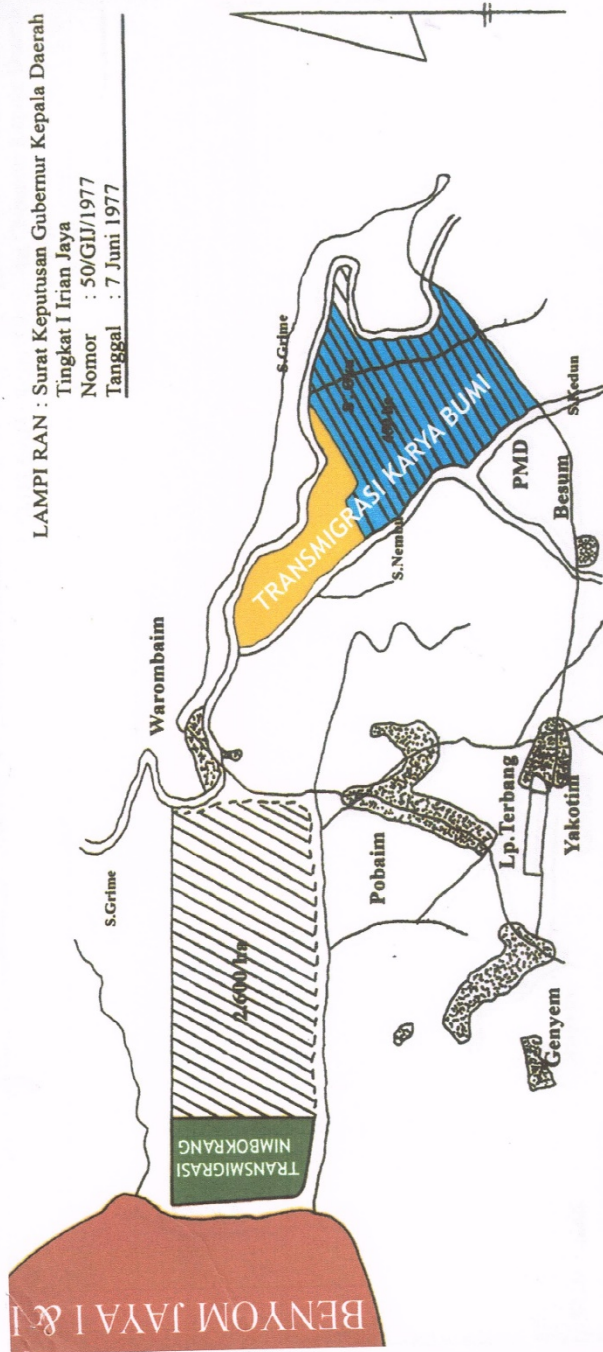 LAMPI RAN : Surat Keputusan Gubernur Kepala Daerah
Tingkat I Irian Jaya
Nomor : 50/GIJ/1977
Tanggal : 7 Juni 1977
S.Grime
TRANSMIGRASI KARYA BUMI
S.Nembu
S.Kedun
PMD
Besum
Warombaim
S.Grime
2.600/ha
Pobaim
Lp.Terbang
Yakotim
Genyem
TRANSMIGRASI
NIMBOKRANG
BENYOM JAYA I &